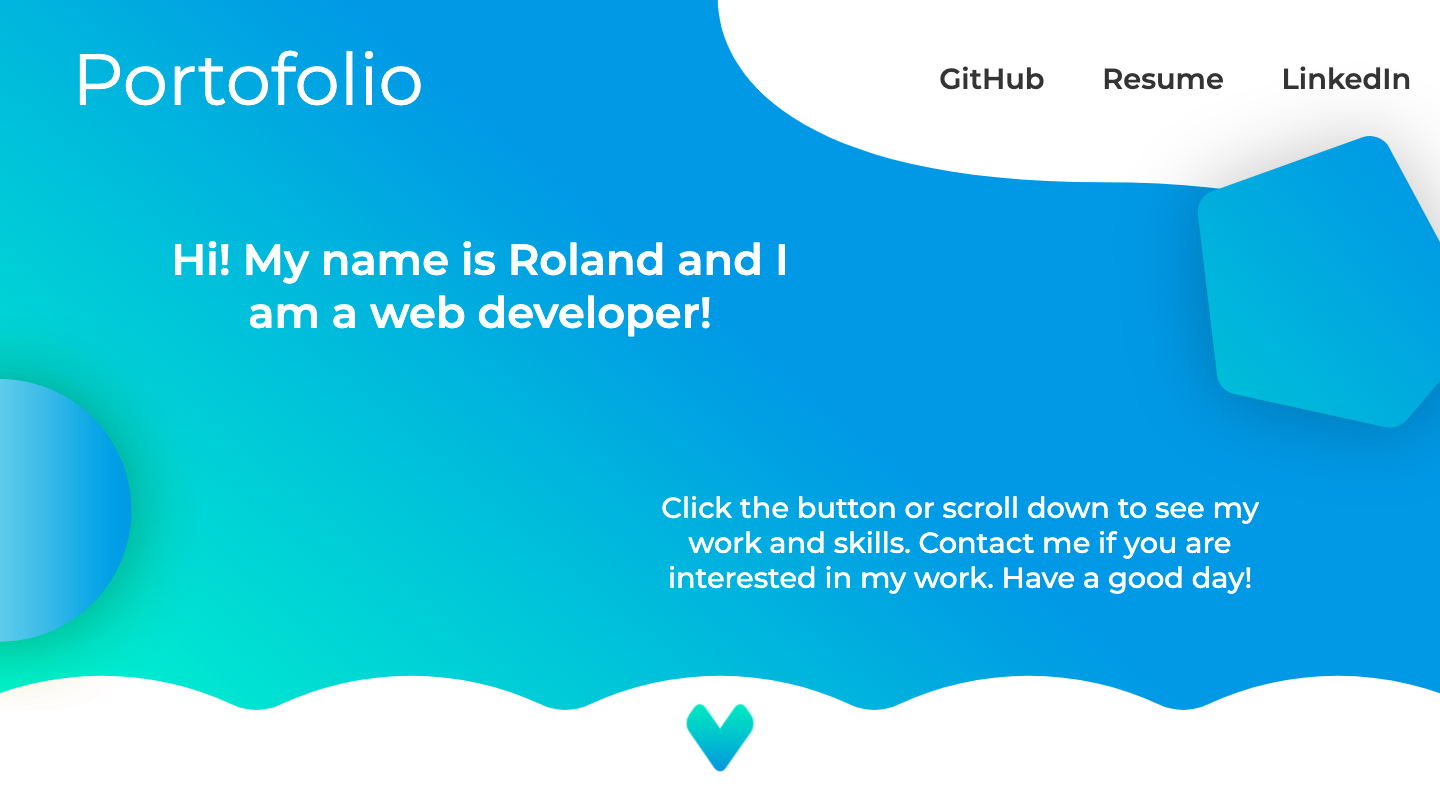 Portofolio
GitHub Resume LinkedIn
Hi! My name is Roland and I
am a web developer!
Click the button or scroll down to see my
work and skills. Contact me if you are
interested in my work. Have a good day!